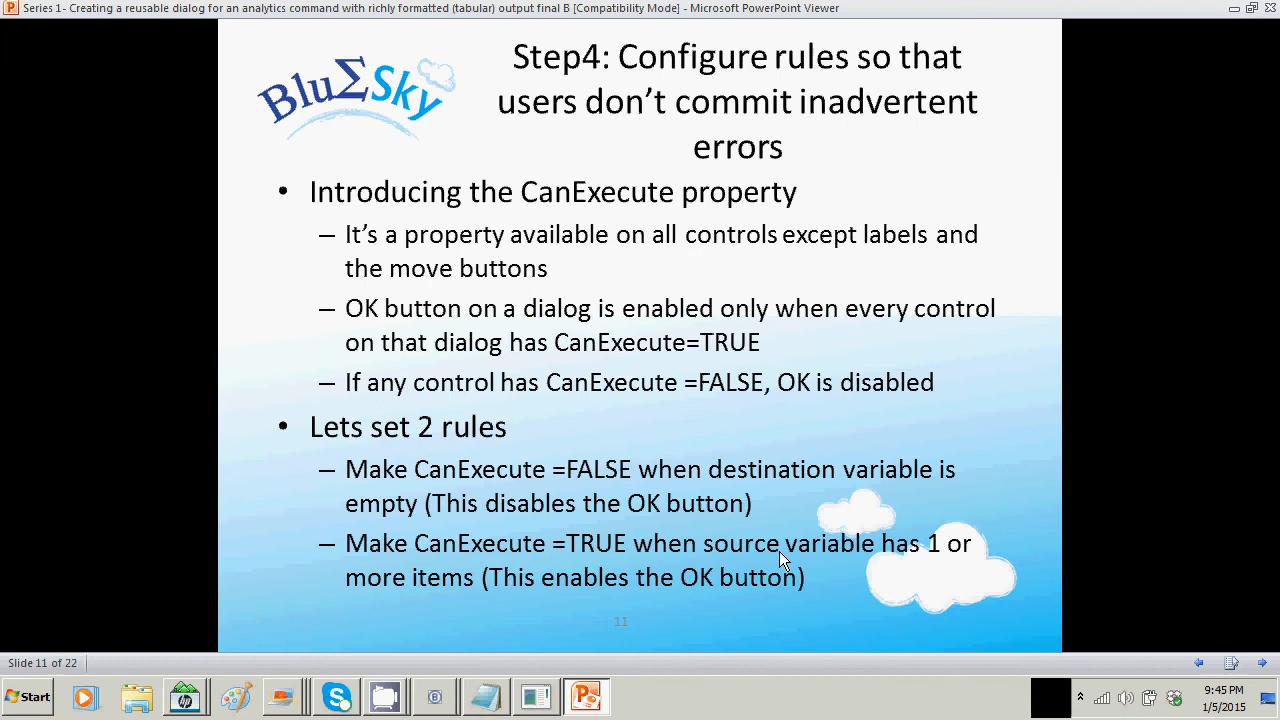 Series 1- Creating a reusable dialog for an analytics command with richly formatted (tabular) output final B [Compatibility Mode] - Microsoft PowerPoint Viewer
BluΣSky
Step4: Configure rules so that
users don’t commit inadvertent
errors
• Introducing the CanExecute property
– It’s a property available on all controls except labels and
the move buttons
– OK button on a dialog is enabled only when every control
on that dialog has CanExecute=TRUE
– If any control has CanExecute =FALSE, OK is disabled
• Lets set 2 rules
– Make CanExecute =FALSE when destination variable is
empty (This disables the OK button)
– Make CanExecute =TRUE when source variable has 1 or
more items (This enables the OK button)
11
Slide 11 of 22
Start
9:45 PM
1/5/2015